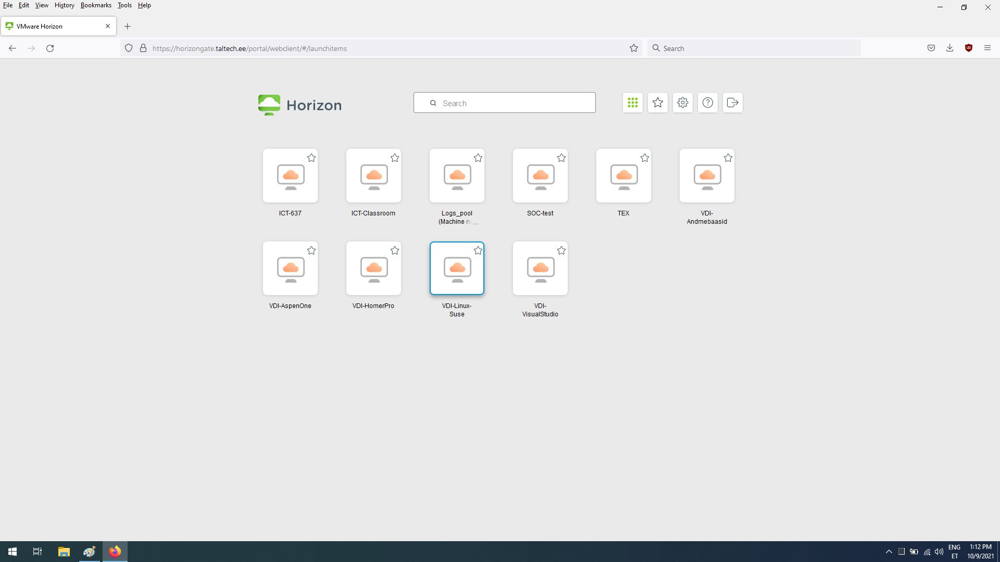 File Edit View History Bookmarks Tools Help
VMware Horizon
https://horizongate.taltech.ee/portal/webclient/#/launchitems
Search
Horizon
Search
ICT-637
ICT-Classroom
Logs_pool
(Machine n...
SOC-test
TEX
VDI-
Andmebaasid
VDI-AspenOne
VDI-HomerPro
VDI-Linux-
Suse
VDI-
VisualStudio
ENG
ET
1:12 PM
10/9/2021